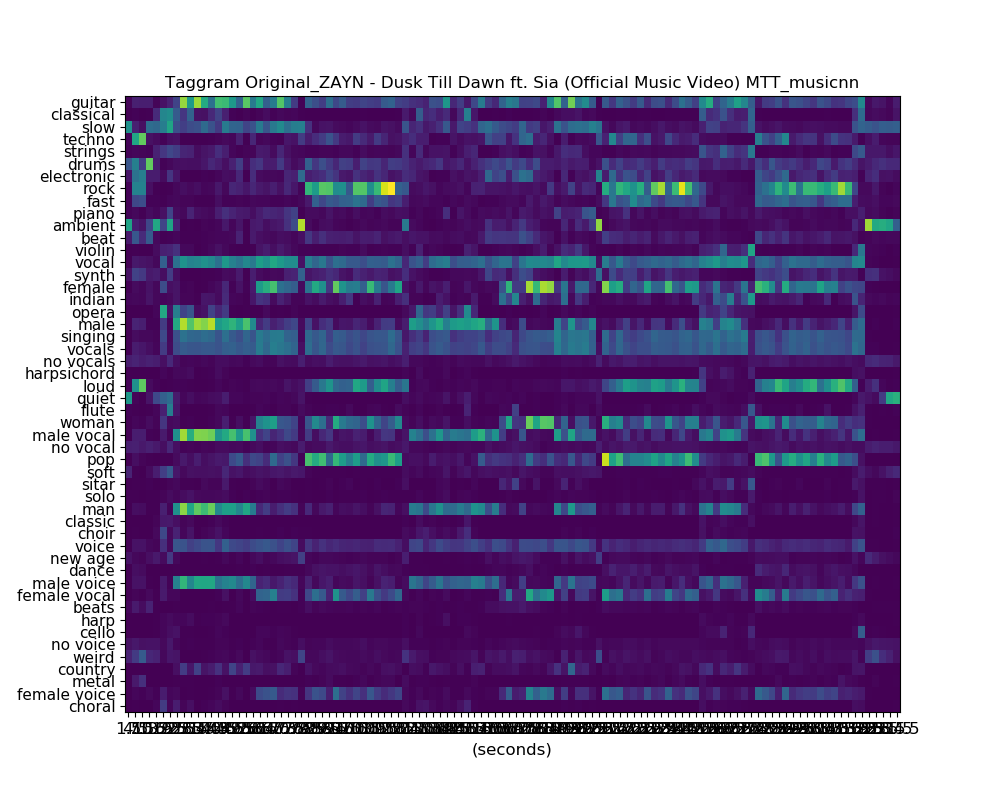 Taggram Original_ZAYN - Dusk Till Dawn ft. Sia (Official Music Video) MTT_musicnn
guitar
classical
slow
techno
strings
drums
electronic
rock
fast
piano
ambient
beat
violin
vocal
synth
female
indian
opera
male
singing
vocals
no vocals
harpsichord
loud
quiet
flute
woman
male vocal
no vocal
pop
soft
sitar
solo
man
classic
choir
voice
new age
dance
male voice
female vocal
beats
harp
cello
no voice
weird
country
metal
female voice
choral
(seconds)